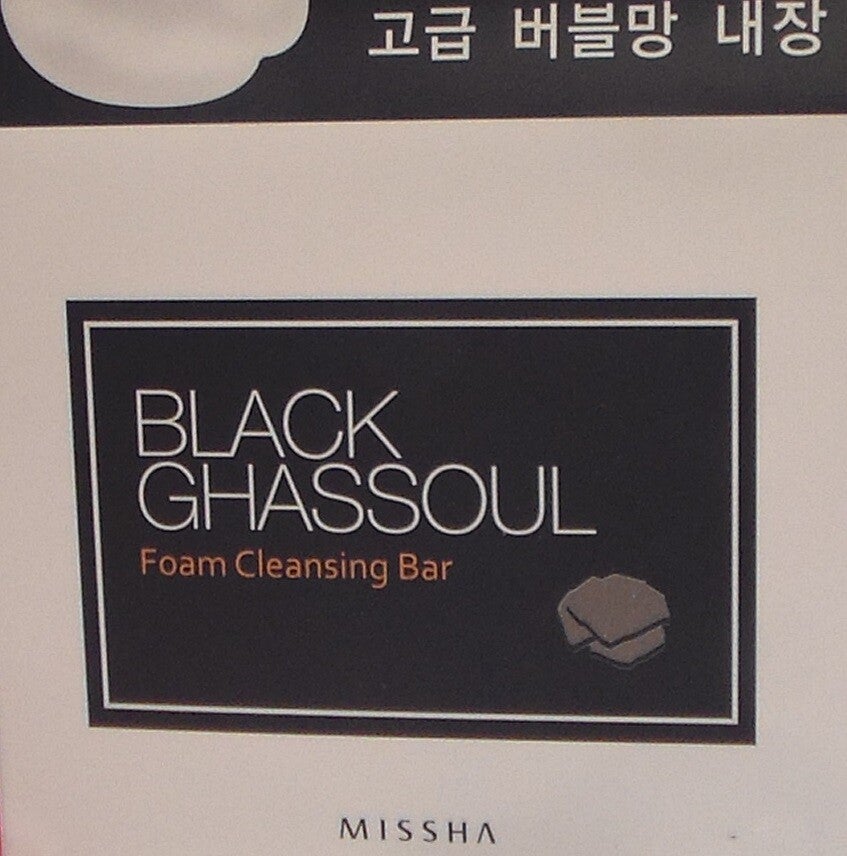 고급 버블망 내장
BLACK
GHASSOUL
Foam Cleansing Bar
MISSHA